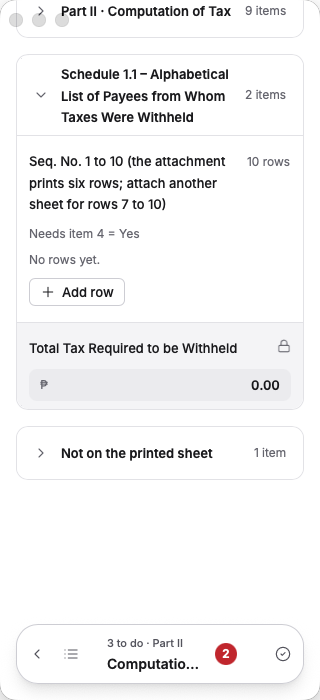 Part II · Computation of Tax 9 items
Schedule 1.1 – Alphabetical
List of Payees from Whom
Taxes Were Withheld
2 items
Seq. No. 1 to 10 (the attachment
prints six rows; attach another
sheet for rows 7 to 10)
10 rows
Needs item 4 = Yes
No rows yet.
Add row
Total Tax Required to be Withheld
₱ 0.00
Not on the printed sheet 1 item
3 to do · Part II
Computatio...
2